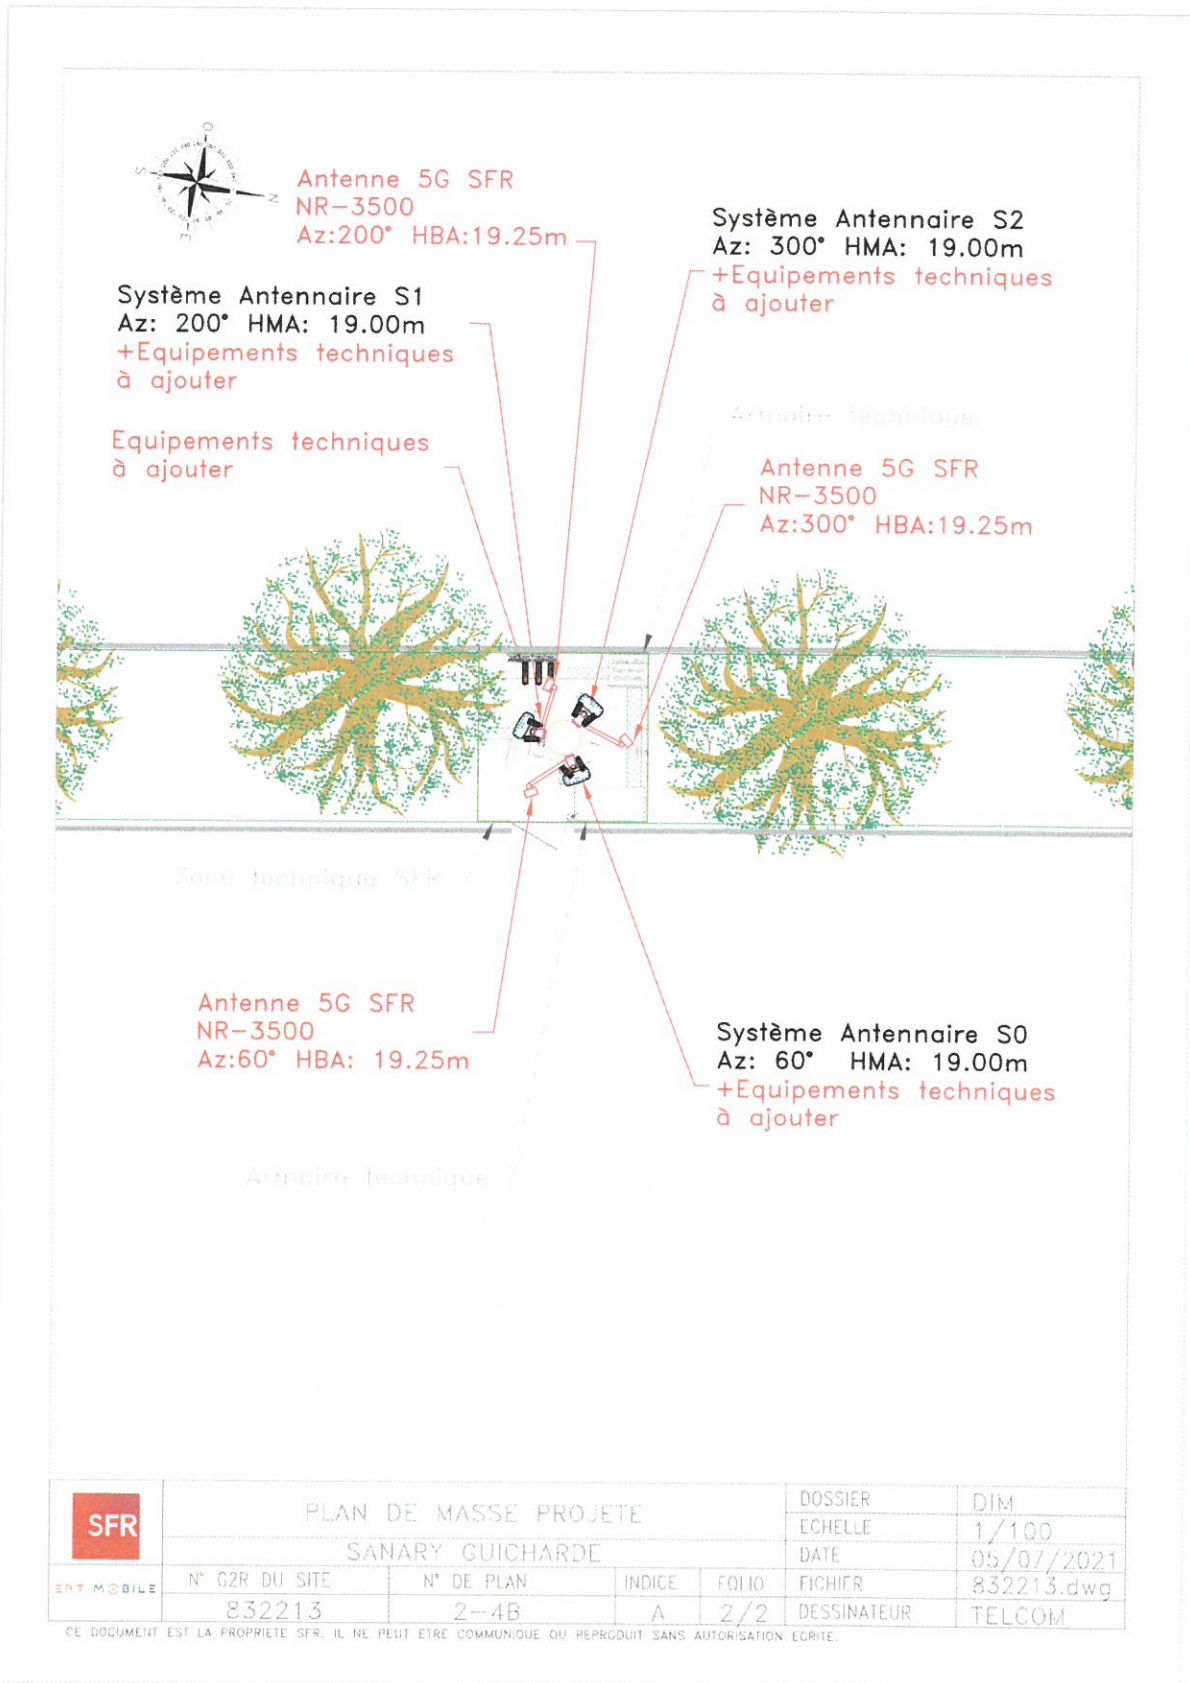 O
S
N
E
Antenne 5G SFR
NR-3500
Az:200° HBA:19.25m
Système Antennaire S2
Az: 300° HMA: 19.00m
+Equipements techniques
à ajouter
Système Antennaire S1
Az: 200° HMA: 19.00m
+Equipements techniques
à ajouter
Armoire technique
Equipements techniques
à ajouter
Antenne 5G SFR
NR-3500
Az:300° HBA:19.25m
Zone technique SFR
Antenne 5G SFR
NR-3500
Az:60° HBA: 19.25m
Système Antennaire S0
Az: 60° HMA: 19.00m
+Equipements techniques
à ajouter
Armoire technique
SFR
ERT MOBILE
PLAN DE MASSE PROJETE
SANARY GUICHARDE
N° G2R DU SITE
N° DE PLAN
INDICE
FOLIO
832213
2-4B
A
2/2
DOSSIER DIM
ECHELLE 1/100
DATE 05/07/2021
FICHIER 832213.dwg
DESSINATEUR TELCOM
CE DOCUMENT EST LA PROPRIETE SFR. IL NE PEUT ETRE COMMUNIQUE OU REPRODUIT SANS AUTORISATION ECRITE.